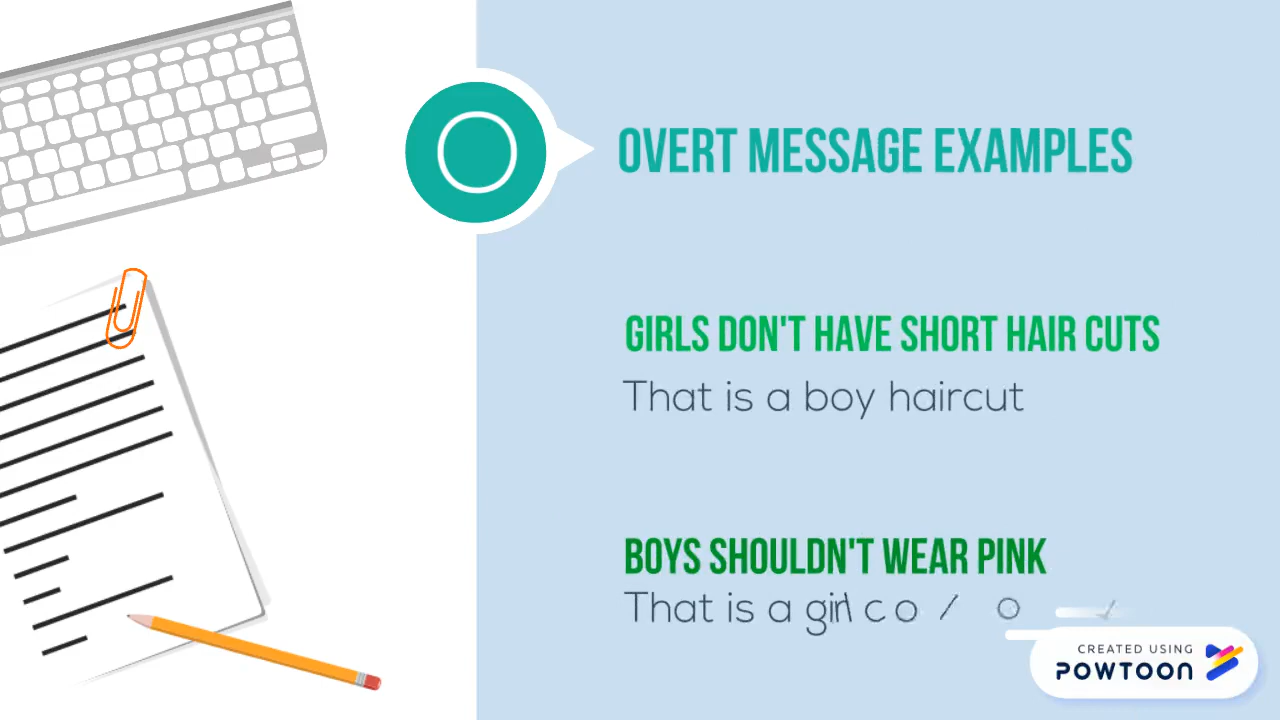 O
OVERT MESSAGE EXAMPLES
GIRLS DON'T HAVE SHORT HAIR CUTS
That is a boy haircut
BOYS SHOULDN'T WEAR PINK
That is a girl
CREATED USING
POWTOON